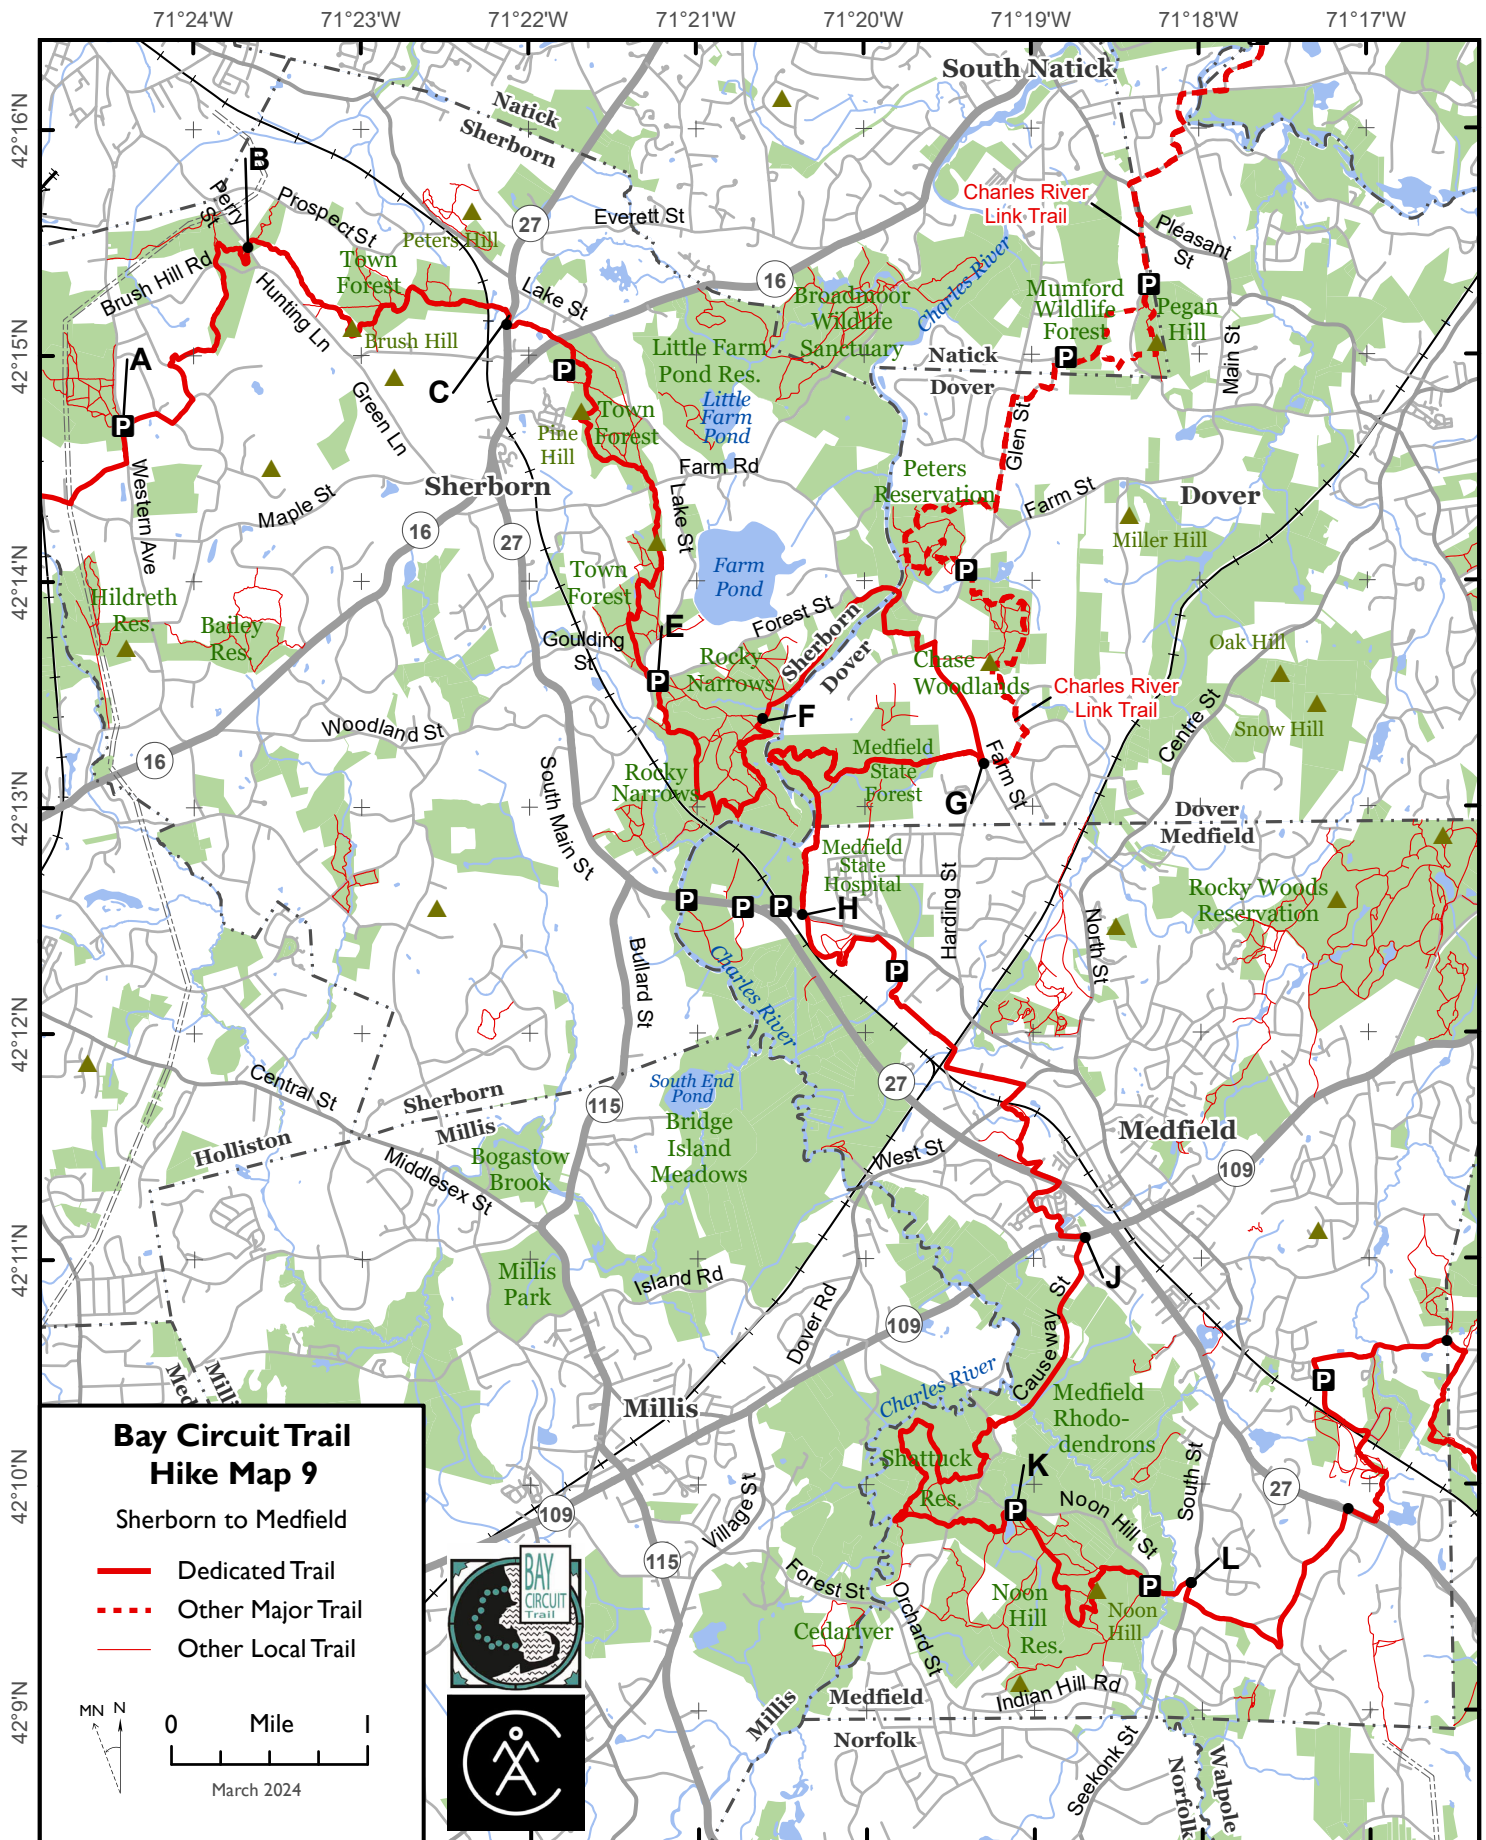 71°24'W
71°23'W
71°22'W
71°21'W
71°20'W
71°19'W
71°18'W
71°17'W
42°16'N
42°15'N
42°14'N
42°13'N
42°12'N
42°11'N
42°10'N
42°9'N
South Natick
Natick
Sherborn
B
Perry
St
Prospect St
Peters Hill
27
Everett St
Charles River
Link Trail
Pleasant
St
Brush Hill Rd
Town
Forest
Hunting Ln
Lake St
16
Broadmoor
Wildlife
Sanctuary
Charles River
Mumford
Wildlife
Forest
P
Pegan
Hill
Brush Hill
A
C
P
Little Farm
Pond Res.
Natick
Dover
P
Main St
Little
Farm
Pond
P
Green Ln
Pine
Hill
Town
Forest
Glen St
Farm Rd
Peters
Reservation
Sherborn
Western Ave
Maple St
16
27
Lake St
Farm St
Dover
Miller Hill
Hildreth
Res.
Bailey
Res.
Town
Forest
Farm
Pond
P
Goulding
St
E
Forest St
Sherborn
Dover
Oak Hill
P
Rocky
Narrows
Chase
Woodlands
Charles River
Link Trail
F
Woodland St
Snow Hill
Centre St
16
Rocky
Narrows
Medfield
State
Forest
Farm St
G
South Main St
Dover
Medfield
Medfield
State
Hospital
Harding St
Rocky Woods
Reservation
P
P
P
H
North St
Bullard St
Charles River
P
Central St
South End
Pond
27
Sherborn
Millis
Holliston
115
Bridge
Island
Meadows
Medfield
109
Bogastow
Brook
Middlesex St
West St
J
Millis
Park
Island Rd
Dover Rd
109
Causeway St
Charles River
Millis
Med
Millis
P
Medfield
Rhodo-
dendrons
Shattuck
Res.
K
P
South St
27
Noon Hill St
109
Village St
115
Forest St
Orchard St
Noon
Hill
Res.
P
L
Noon
Hill
Cedariver
Indian Hill Rd
Millis
Medfield
Norfolk
Seekonk St
Norfolk
Walpole
Bay Circuit Trail
Hike Map 9
Sherborn to Medfield
Dedicated Trail
Other Major Trail
Other Local Trail
MN
N
0 Mile 1
March 2024
BAY
CIRCUIT
Trail